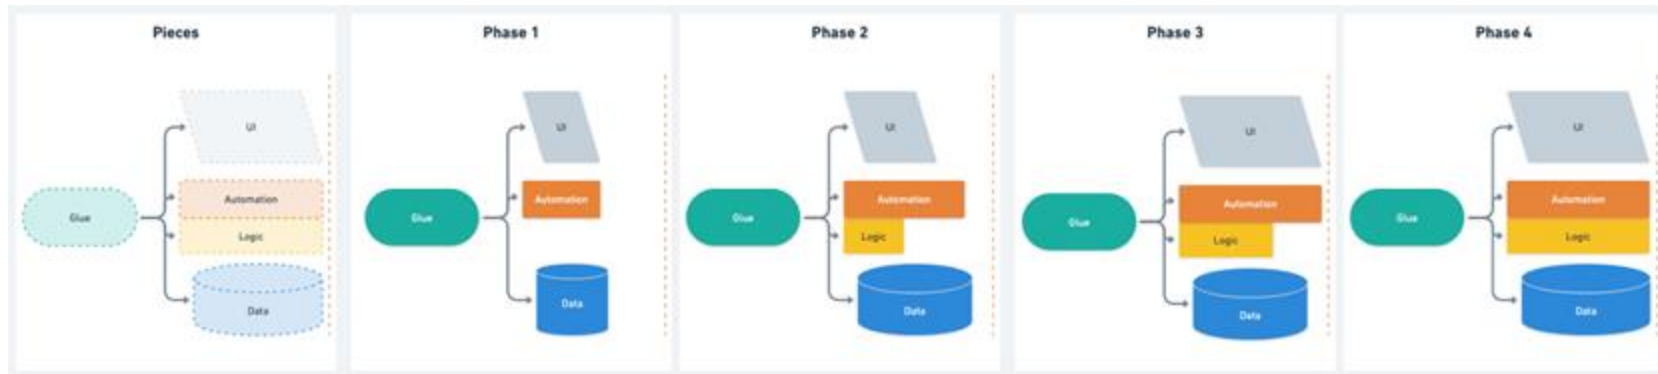 Pieces
UI
Glue
Automation
Logic
Data
Phase 1
UI
Glue
Automation
Data
Phase 2
UI
Glue
Automation
Logic
Data
Phase 3
UI
Glue
Automation
Logic
Data
Phase 4
UI
Glue
Automation
Logic
Data